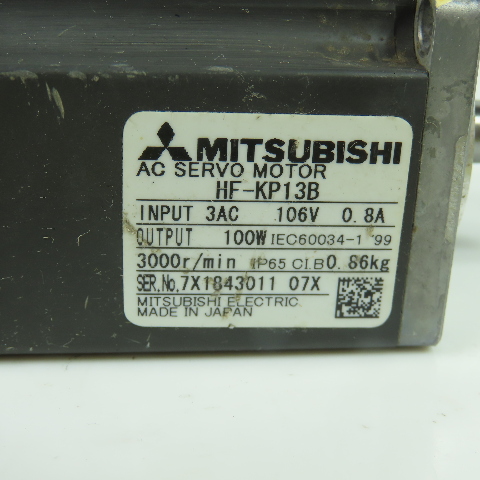 MITSUBISHI
AC SERVO MOTOR
HF-KP13B
INPUT 3AC 106V 0.8A
OUTPUT 100W IEC60034-1 '99
3000r/min IP65 CI.B 0.86kg
SER.No.7X1843011 07X
MITSUBISHI ELECTRIC
MADE IN JAPAN